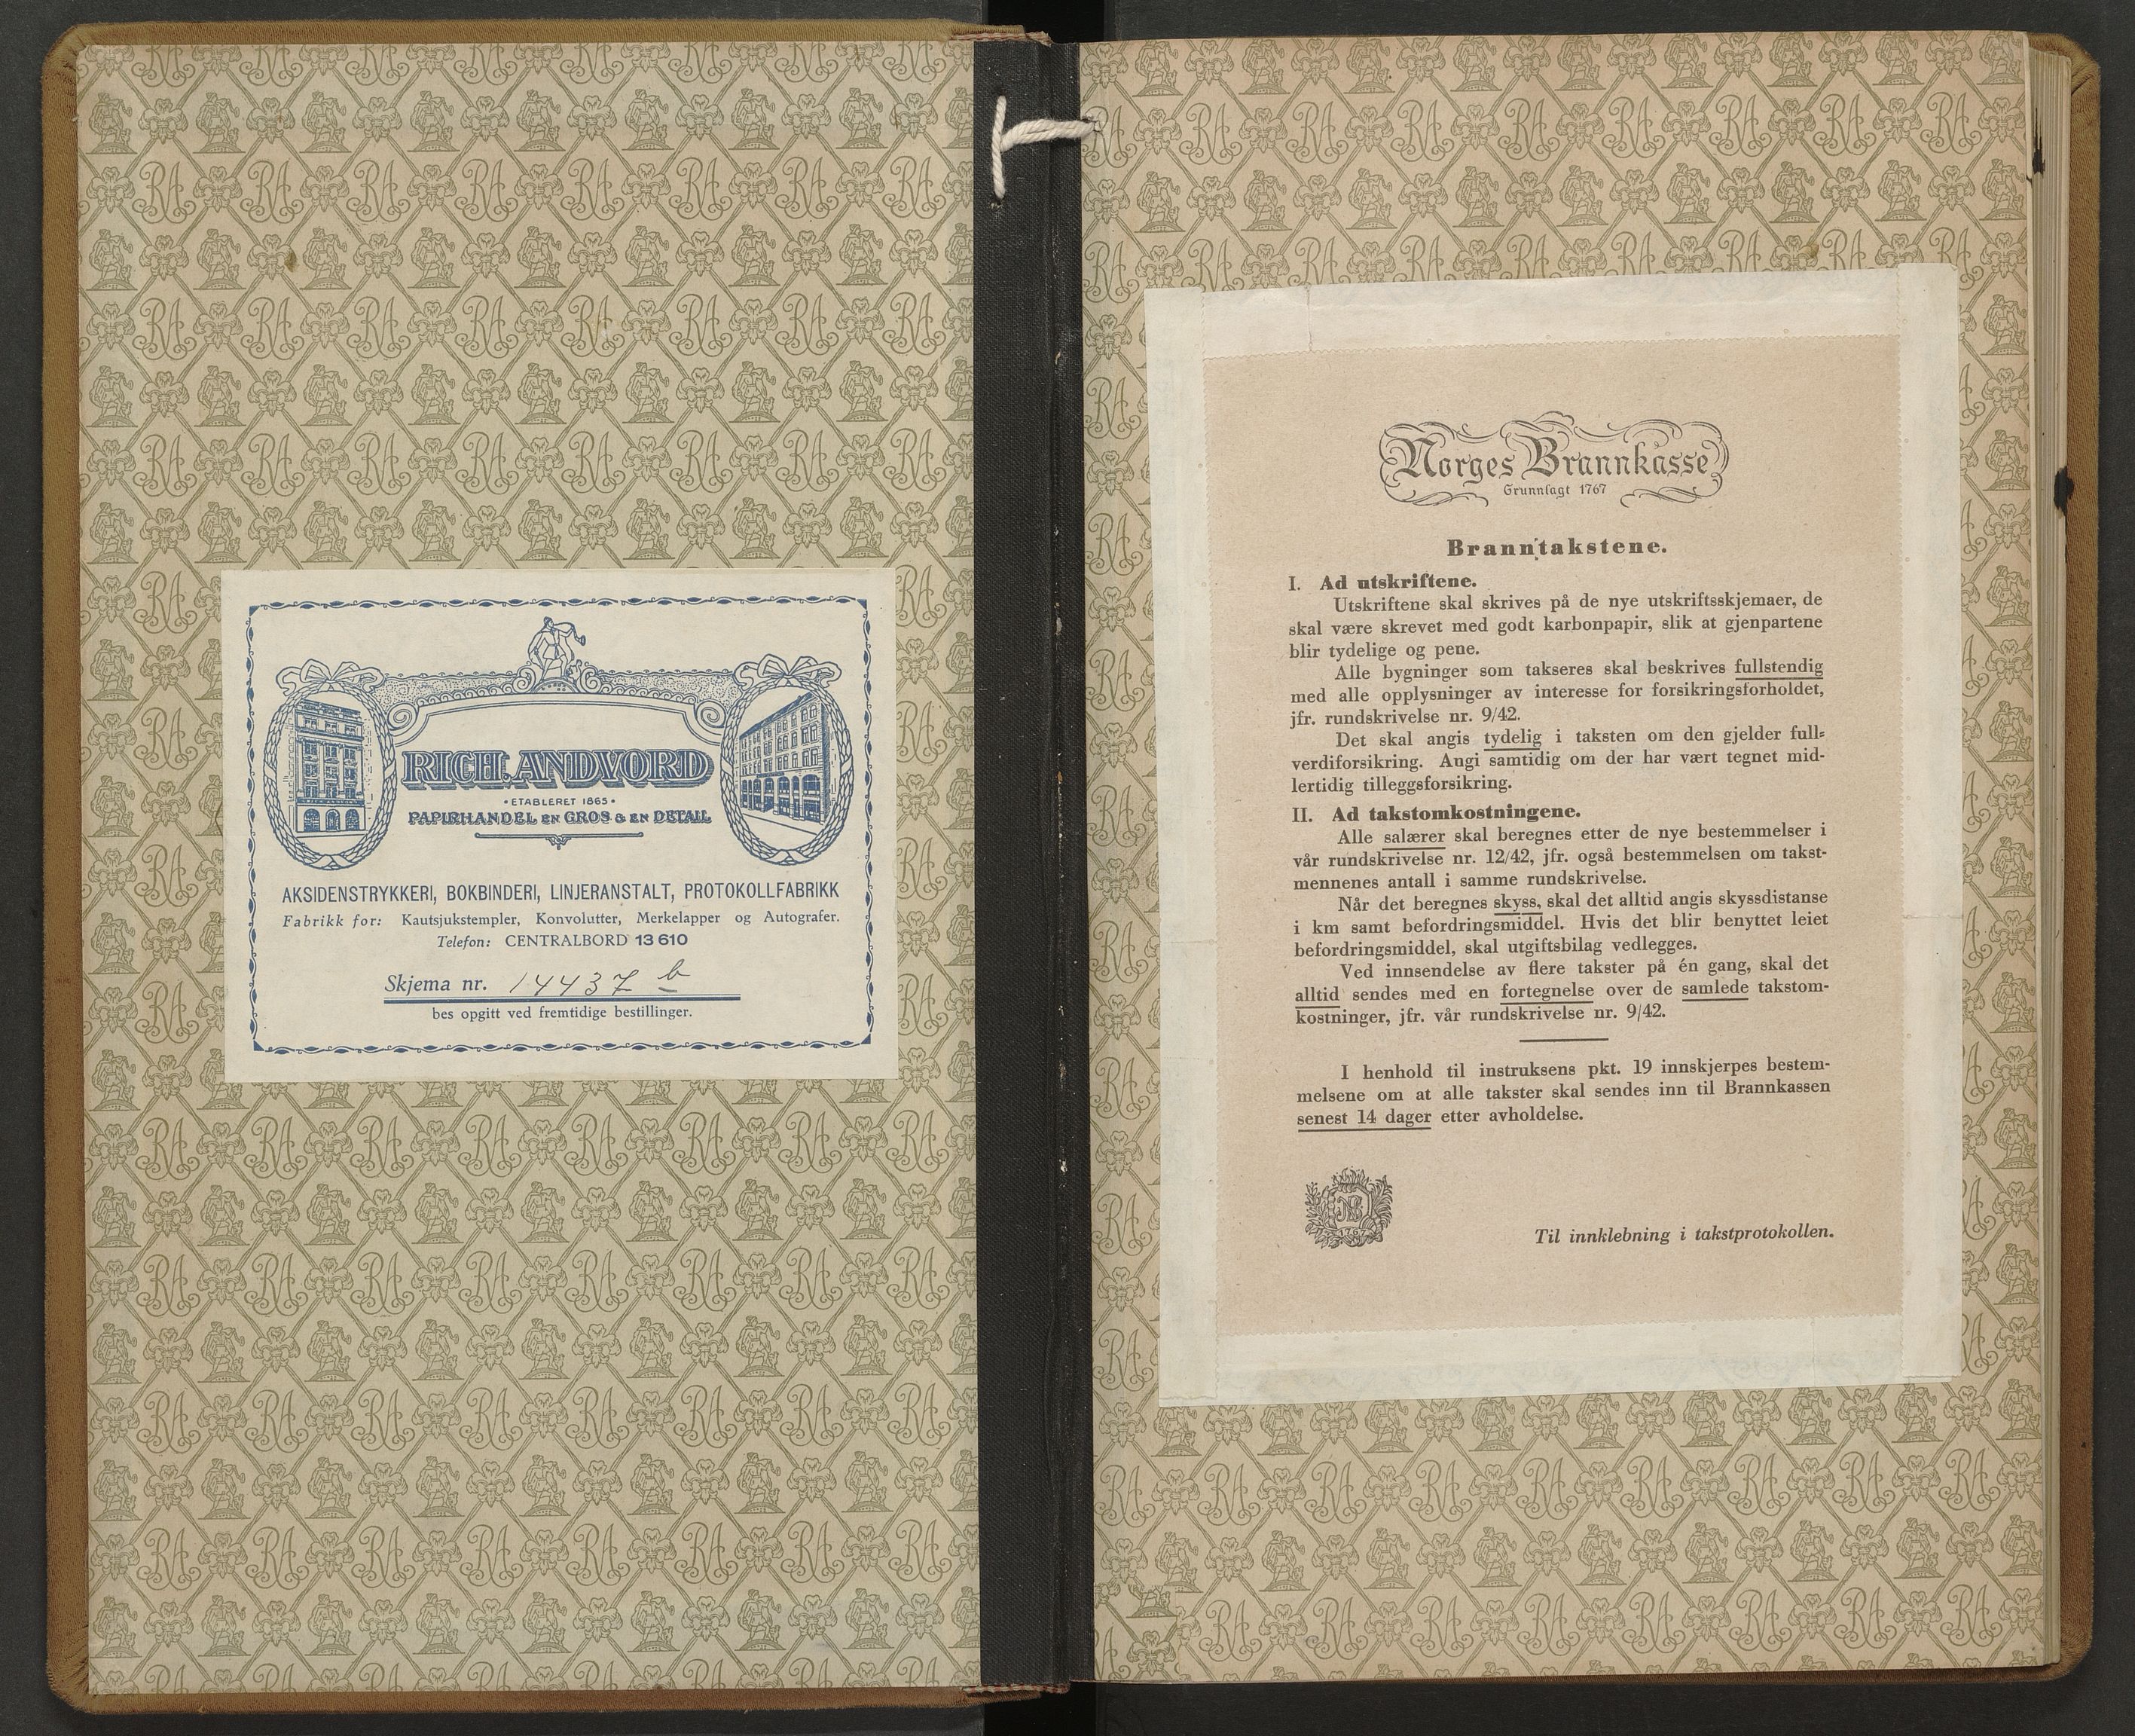 RICH. ANDVORD
• ETABLERET 1865 •
PAPIRHANDEL EN GROS & EN DETAIL
AKSIDENSTRYKKERI, BOKBINDERI, LINJERANSTALT, PROTOKOLLFABRIKK
Fabrikk for: Kautsjukstempler, Konvolutter, Merkelapper og Autografer.
Telefon: CENTRALBORD 13 610
Skjema nr. 14437 b
bes opgitt ved fremtidige bestillinger.
Norges Brannkasse
Grunnlagt 1767
Branntakstene.
I. Ad utskriftene.
Utskriftene skal skrives på de nye utskriftsskjemaer, de
skal være skrevet med godt karbonpapir, slik at gjenpartene
blir tydelige og pene.
Alle bygninger som takseres skal beskrives fullstendig
med alle opplysninger av interesse for forsikringsforholdet,
jfr. rundskrivelse nr. 9/42.
Det skal angis tydelig i taksten om den gjelder full-
verdiforsikring. Angi samtidig om der har vært tegnet mid-
lertidig tilleggsforsikring.
II. Ad takstomkostningene.
Alle salærer skal beregnes etter de nye bestemmelser i
vår rundskrivelse nr. 12/42, jfr. også bestemmelsen om takst-
mennenes antall i samme rundskrivelse.
Når det beregnes skyss, skal det alltid angis skyssdistanse
i km samt befordringsmiddel. Hvis det blir benyttet leiet
befordringsmiddel, skal utgiftsbilag vedlegges.
Ved innsendelse av flere takster på én gang, skal det
alltid sendes med en fortegnelse over de samlede takstom-
kostninger, jfr. vår rundskrivelse nr. 9/42.
I henhold til instruksens pkt. 19 innskjerpes bestem-
melsene om at alle takster skal sendes inn til Brannkassen
senest 14 dager etter avholdelse.
Til innklebning i takstprotokollen.